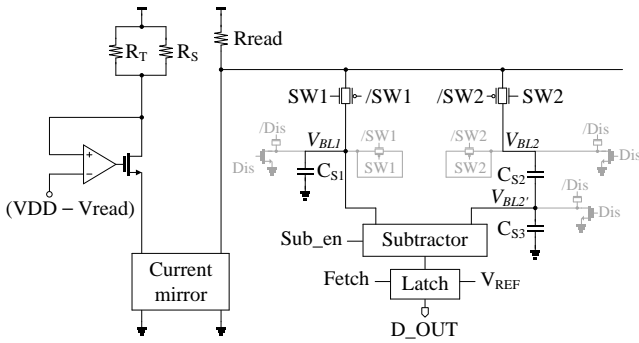 R_T
R_S
Rread
SW1 /SW1
/SW2 SW2
/Dis
V_BL1
/SW1
/SW2
V_BL2
/Dis
Dis
SW1
SW2
Dis
+
−
C_S1
C_S2
/Dis
(VDD − Vread)
V_BL2'
Dis
C_S3
Sub_en
Subtractor
Current
mirror
Fetch
Latch
V_REF
D_OUT